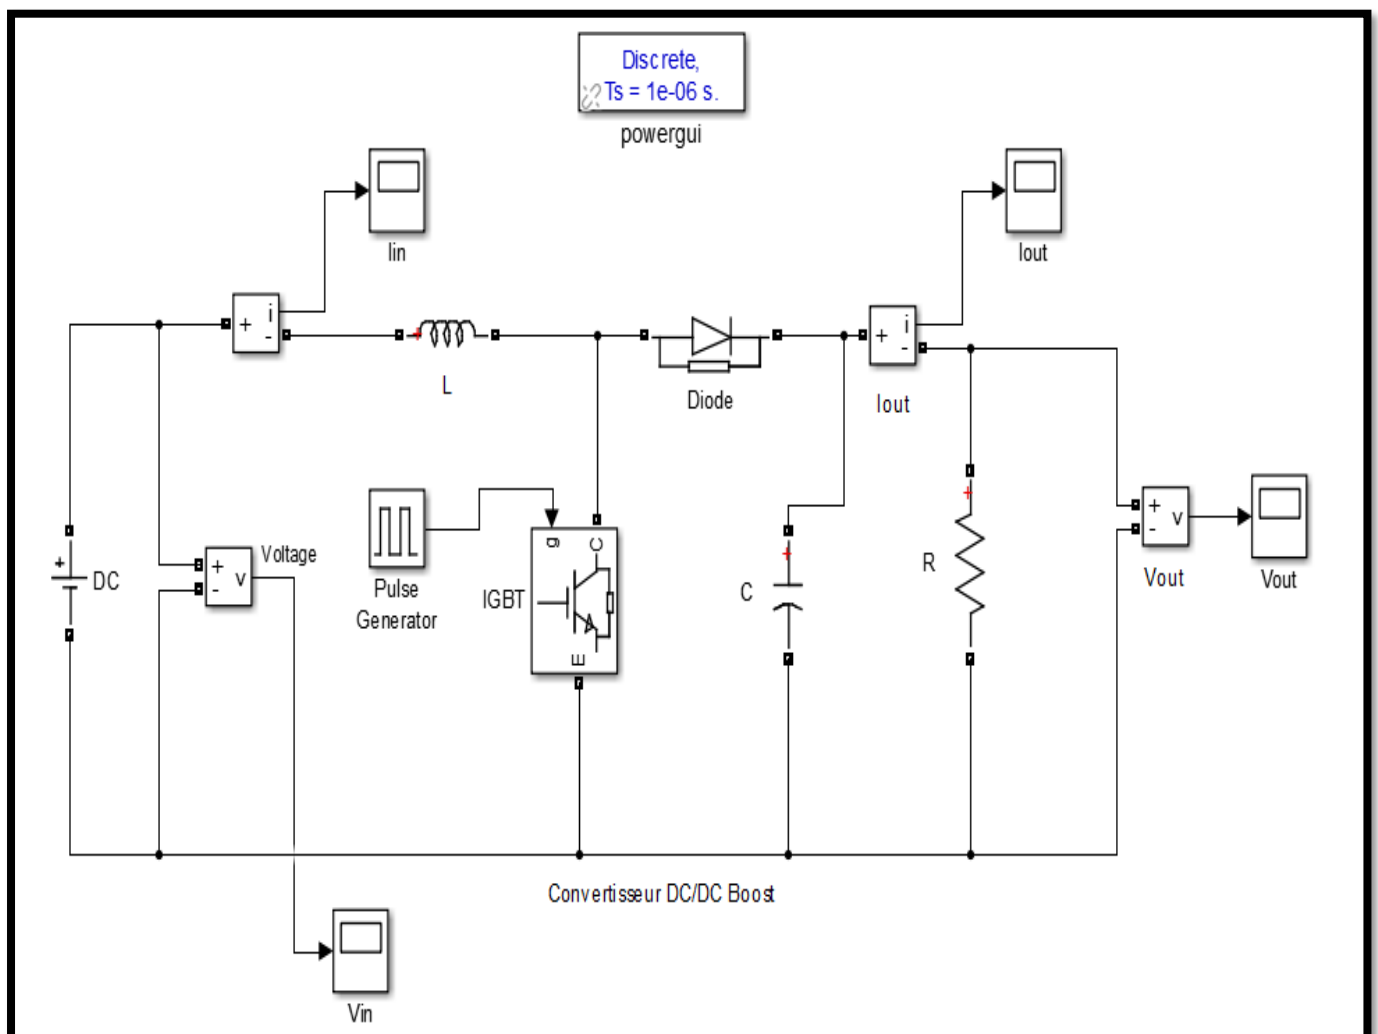 Discrete,
Ts = 1e-06 s.
powergui
Iin
Iout
+
i
-
L
Diode
+
i
-
Iout
DC
+
+
-
v
Voltage
Pulse
Generator
IGBT
g
C
E
C
+
R
+
+
-
v
Vout
Vout
Convertisseur DC/DC Boost
Vin